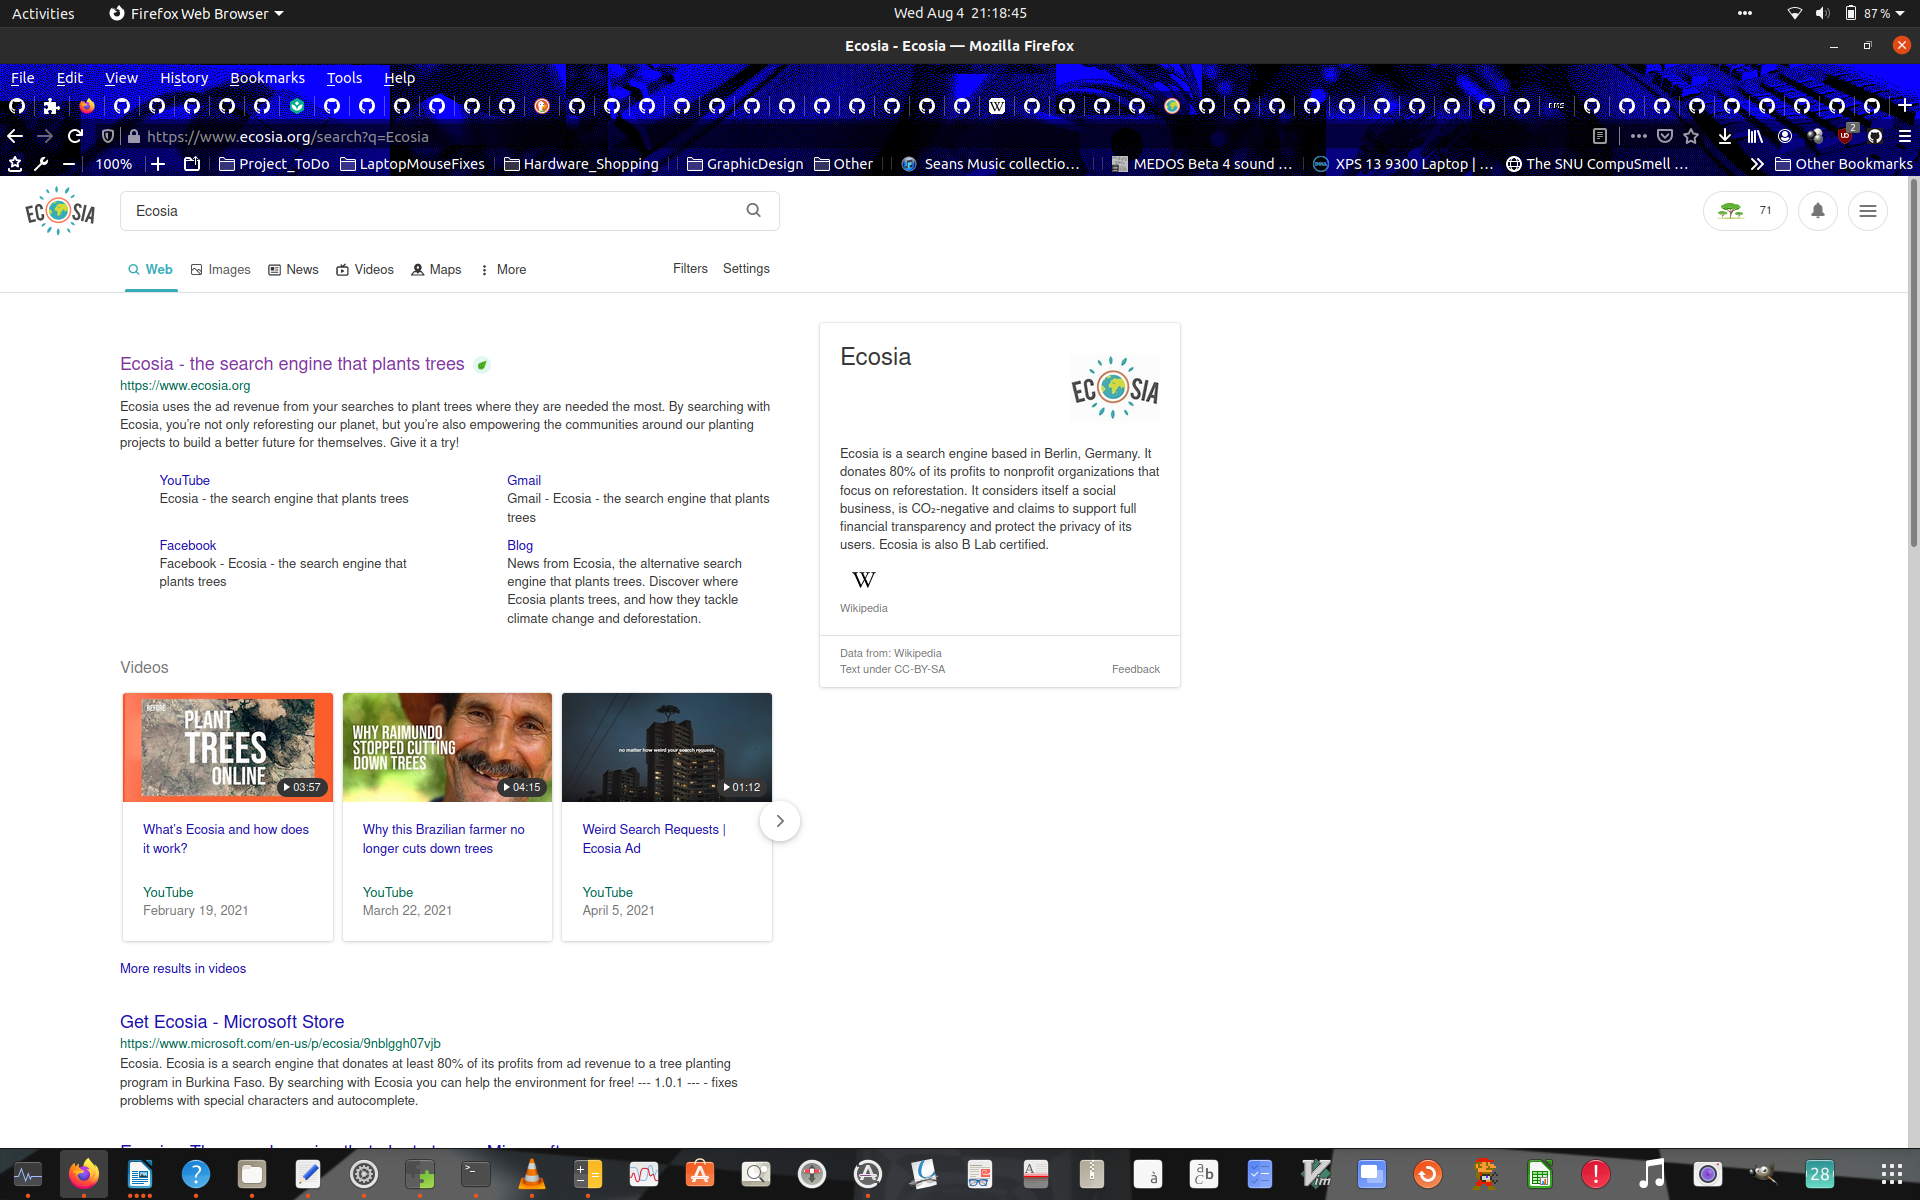 Activities
Firefox Web Browser
Wed Aug 4 21:18:45
87 %
Ecosia - Ecosia — Mozilla Firefox
File Edit View History Bookmarks Tools Help
https://www.ecosia.org/search?q=Ecosia
2
100%
Project_ToDo
LaptopMouseFixes
Hardware_Shopping
GraphicDesign
Other
Seans Music collectio…
MEDOS Beta 4 sound …
XPS 13 9300 Laptop | …
The SNU CompuSmell …
Other Bookmarks
ECOSIA
Ecosia
71
Web
Images
News
Videos
Maps
More
Filters
Settings
Ecosia - the search engine that plants trees
https://www.ecosia.org
Ecosia uses the ad revenue from your searches to plant trees where they are needed the most. By searching with
Ecosia, you're not only reforesting our planet, but you're also empowering the communities around our planting
projects to build a better future for themselves. Give it a try!
YouTube
Ecosia - the search engine that plants trees
Gmail
Gmail - Ecosia - the search engine that plants
trees
Facebook
Facebook - Ecosia - the search engine that
plants trees
Blog
News from Ecosia, the alternative search
engine that plants trees. Discover where
Ecosia plants trees, and how they tackle
climate change and deforestation.
Videos
BEFORE
PLANT
TREES
ONLINE
03:57
What's Ecosia and how does
it work?
YouTube
February 19, 2021
WHY RAIMUNDO
STOPPED CUTTING
DOWN TREES
04:15
Why this Brazilian farmer no
longer cuts down trees
YouTube
March 22, 2021
no matter how weird your search request,
01:12
Weird Search Requests |
Ecosia Ad
YouTube
April 5, 2021
More results in videos
Get Ecosia - Microsoft Store
https://www.microsoft.com/en-us/p/ecosia/9nblggh07vjb
Ecosia. Ecosia is a search engine that donates at least 80% of its profits from ad revenue to a tree planting
program in Burkina Faso. By searching with Ecosia you can help the environment for free! --- 1.0.1 --- - fixes
problems with special characters and autocomplete.
Ecosia
ECOSIA
Ecosia is a search engine based in Berlin, Germany. It
donates 80% of its profits to nonprofit organizations that
focus on reforestation. It considers itself a social
business, is CO₂-negative and claims to support full
financial transparency and protect the privacy of its
users. Ecosia is also B Lab certified.
W
Wikipedia
Data from: Wikipedia
Text under CC-BY-SA
Feedback
28